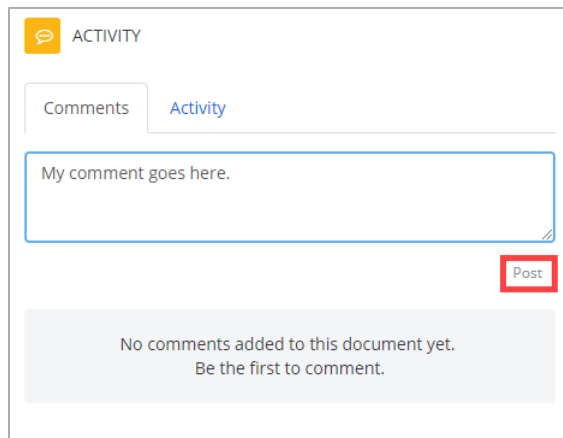 ACTIVITY
Comments
Activity
My comment goes here.
Post
No comments added to this document yet.
Be the first to comment.